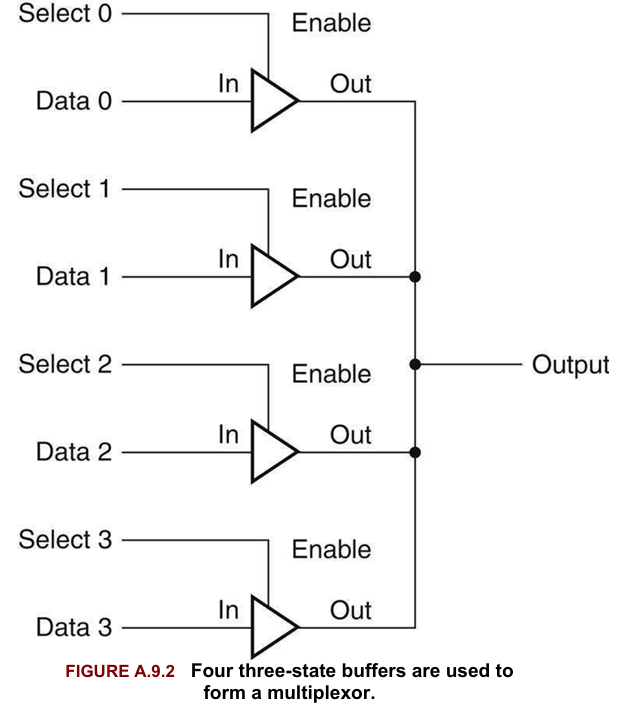 Select 0
Enable
In
Out
Data 0
Select 1
Enable
In
Out
Data 1
Select 2
Enable
Output
In
Out
Data 2
Select 3
Enable
In
Out
Data 3
FIGURE A.9.2 Four three-state buffers are used to
form a multiplexor.